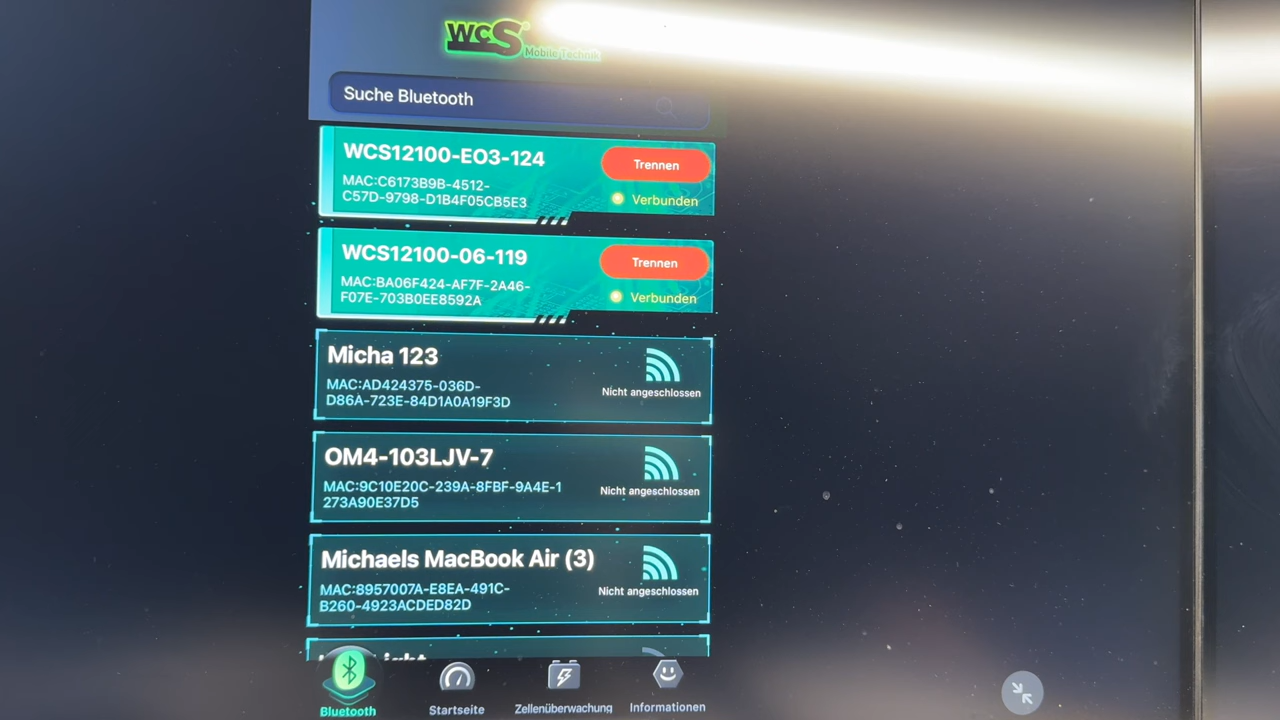 WCS
Mobile Technik
Suche Bluetooth
WCS12100-EO3-124
Trennen
MAC:C6173B9B-4512-
C57D-9798-D1B4F05CB5E3
Verbunden
WCS12100-06-119
Trennen
MAC:BA06F424-AF7F-2A46-
F07E-703B0EE8592A
Verbunden
Micha 123
MAC:AD424375-036D-
D86A-723E-84D1A0A19F3D
Nicht angeschlossen
OM4-103LJV-7
MAC:9C10E20C-239A-8FBF-9A4E-1
273A90E37D5
Nicht angeschlossen
Michaels MacBook Air (3)
MAC:8957007A-E8EA-491C-
B260-4923ACDED82D
Nicht angeschlossen
Bluetooth
Startseite
Zellenüberwachung
Informationen